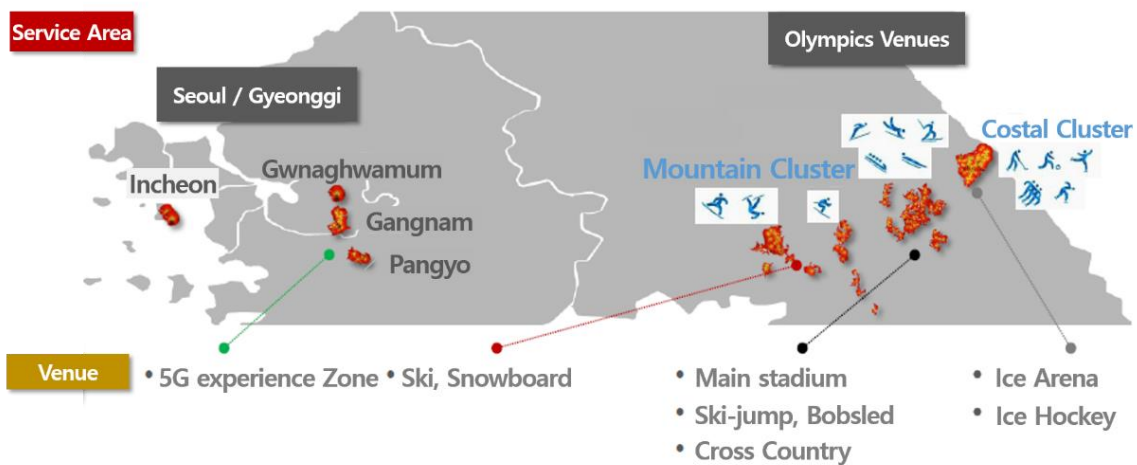 Service Area
Olympics Venues
Seoul / Gyeonggi
Costal Cluster
Mountain Cluster
Incheon
Gwnaghwamum
Gangnam
Pangyo
Venue
• 5G experience Zone
• Ski, Snowboard
• Main stadium
• Ski-jump, Bobsled
• Cross Country
• Ice Arena
• Ice Hockey